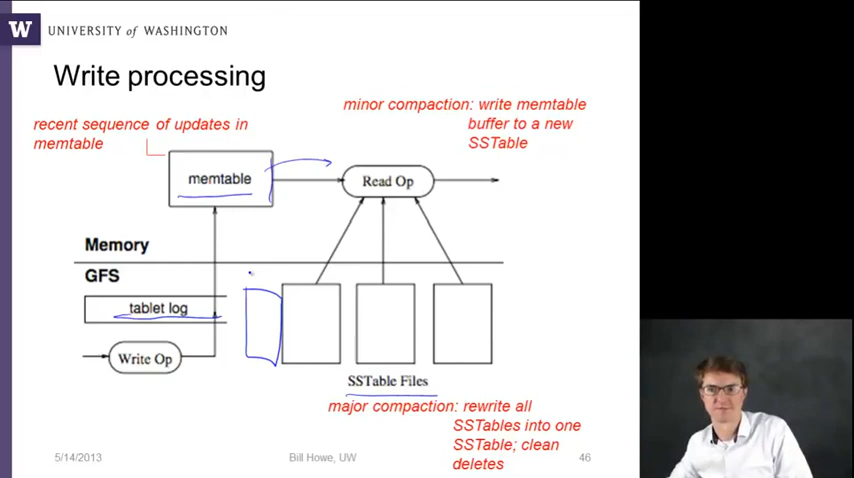 W UNIVERSITY of WASHINGTON
Write processing
minor compaction: write memtable
buffer to a new
SSTable
recent sequence of updates in
memtable
memtable
Read Op
Memory
GFS
tablet log
Write Op
SSTable Files
major compaction: rewrite all
SSTables into one
SSTable; clean
deletes
5/14/2013
Bill Howe, UW
46